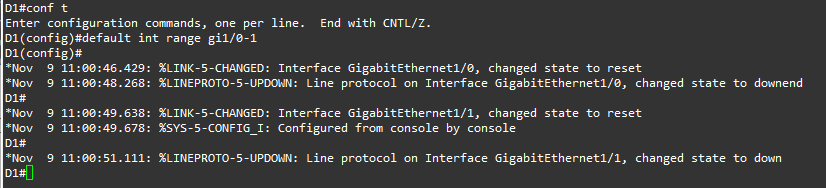 D1#conf t
Enter configuration commands, one per line.  End with CNTL/Z.
D1(config)#default int range gi1/0-1
D1(config)#
*Nov  9 11:00:46.429: %LINK-5-CHANGED: Interface GigabitEthernet1/0, changed state to reset
*Nov  9 11:00:48.268: %LINEPROTO-5-UPDOWN: Line protocol on Interface GigabitEthernet1/0, changed state to downend
D1#
*Nov  9 11:00:49.638: %LINK-5-CHANGED: Interface GigabitEthernet1/1, changed state to reset
*Nov  9 11:00:49.678: %SYS-5-CONFIG_I: Configured from console by console
D1#
*Nov  9 11:00:51.111: %LINEPROTO-5-UPDOWN: Line protocol on Interface GigabitEthernet1/1, changed state to down
D1#